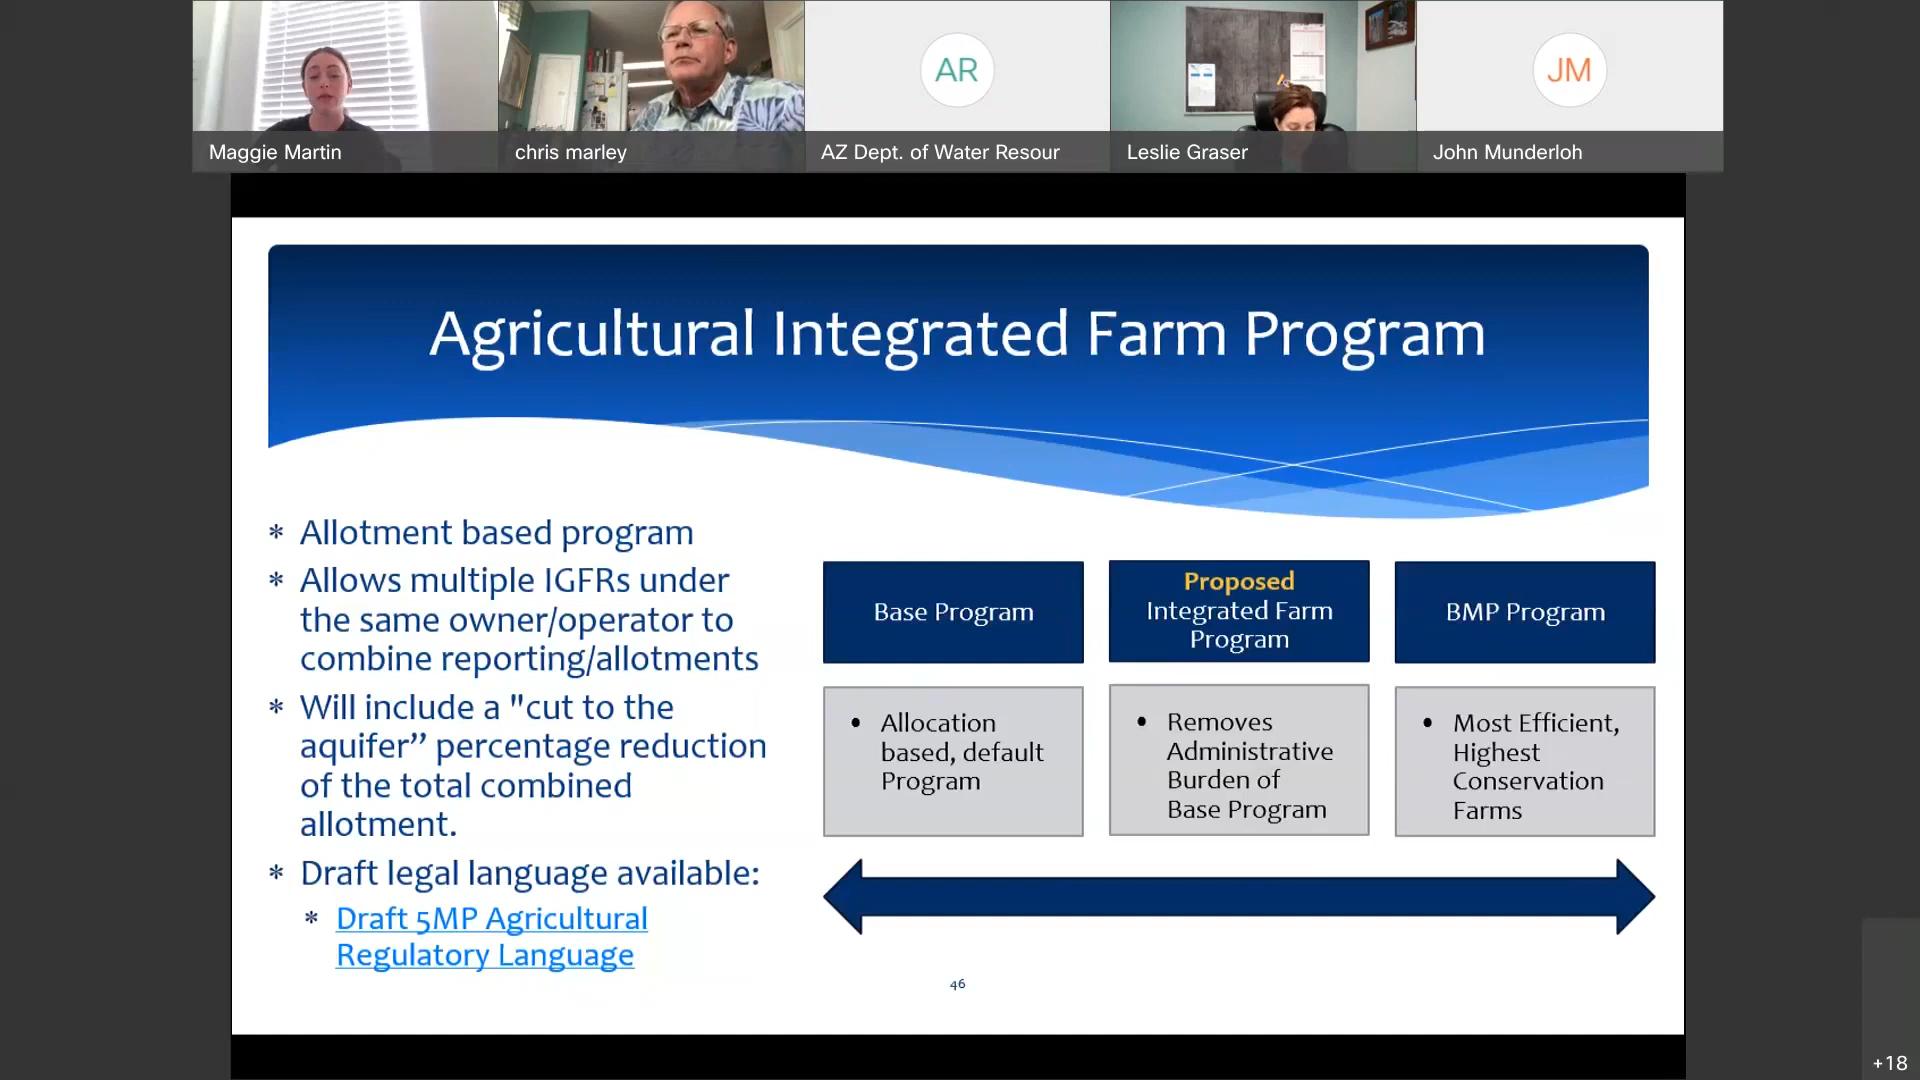 AR
JM
Maggie Martin
chris marley
AZ Dept. of Water Resour
Leslie Graser
John Munderloh
Agricultural Integrated Farm Program
* Allotment based program
* Allows multiple IGFRs under
the same owner/operator to
combine reporting/allotments
* Will include a "cut to the
aquifer” percentage reduction
of the total combined
allotment.
* Draft legal language available:
* Draft 5MP Agricultural
Regulatory Language
Base Program
Proposed
Integrated Farm
Program
BMP Program
• Allocation
based, default
Program
• Removes
Administrative
Burden of
Base Program
• Most Efficient,
Highest
Conservation
Farms
46
+18